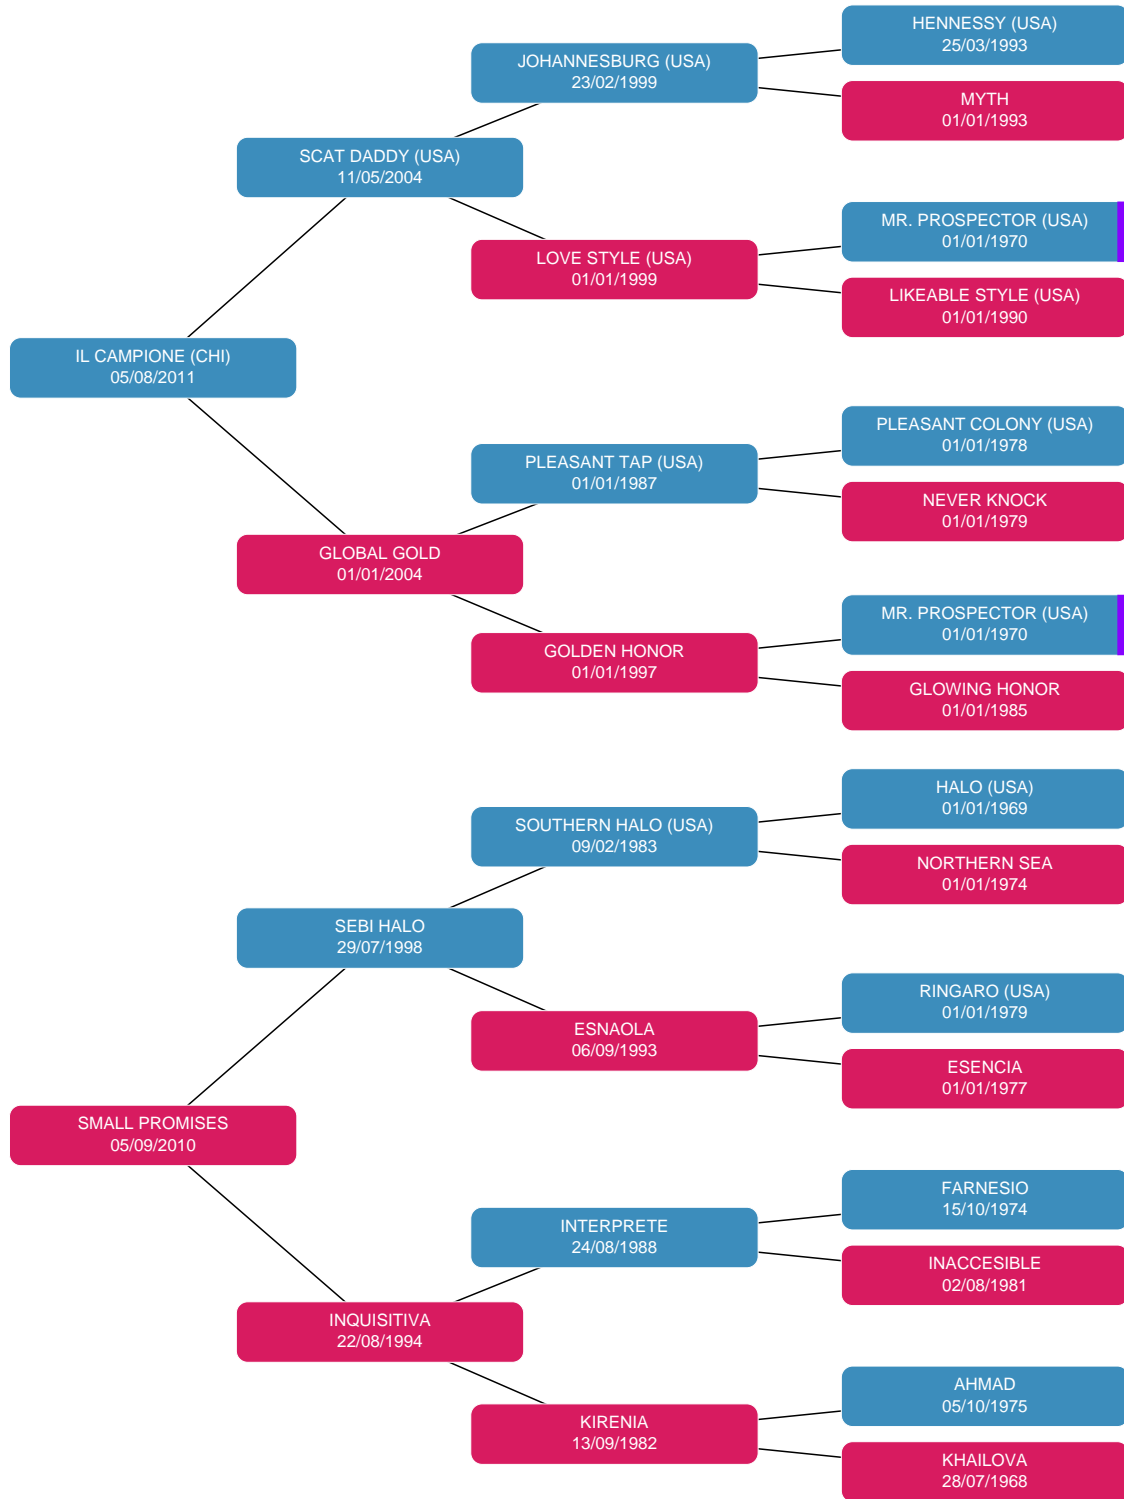 HENNESSY (USA)
25/03/1993
JOHANNESBURG (USA)
23/02/1999
MYTH
01/01/1993
SCAT DADDY (USA)
11/05/2004
MR. PROSPECTOR (USA)
01/01/1970
LOVE STYLE (USA)
01/01/1999
LIKEABLE STYLE (USA)
01/01/1990
IL CAMPIONE (CHI)
05/08/2011
PLEASANT COLONY (USA)
01/01/1978
PLEASANT TAP (USA)
01/01/1987
NEVER KNOCK
01/01/1979
GLOBAL GOLD
01/01/2004
MR. PROSPECTOR (USA)
01/01/1970
GOLDEN HONOR
01/01/1997
GLOWING HONOR
01/01/1985
HALO (USA)
01/01/1969
SOUTHERN HALO (USA)
09/02/1983
NORTHERN SEA
01/01/1974
SEBI HALO
29/07/1998
RINGARO (USA)
01/01/1979
ESNAOLA
06/09/1993
ESENCIA
01/01/1977
SMALL PROMISES
05/09/2010
FARNESIO
15/10/1974
INTERPRETE
24/08/1988
INACCESIBLE
02/08/1981
INQUISITIVA
22/08/1994
AHMAD
05/10/1975
KIRENIA
13/09/1982
KHAILOVA
28/07/1968